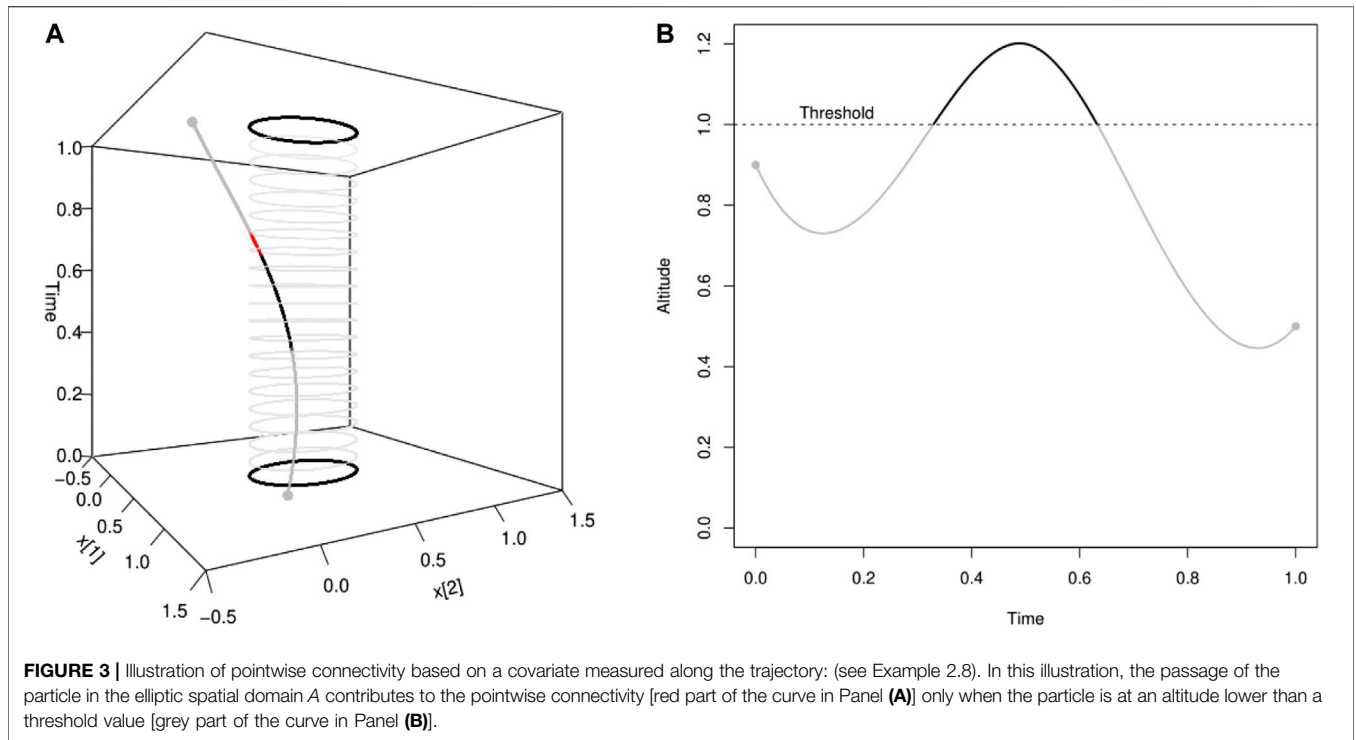 A
1.0
0.8
0.6
0.4
0.2
0.0
Time
−0.5
0.0
0.5
1.0
1.5
x[1]
−0.5
0.0
0.5
1.0
1.5
x[2]
B
1.2
1.0
0.8
0.6
0.4
0.2
0.0
Altitude
Threshold
0.0 0.2 0.4 0.6 0.8 1.0
Time
FIGURE 3 | Illustration of pointwise connectivity based on a covariate measured along the trajectory: (see Example 2.8). In this illustration, the passage of the
particle in the elliptic spatial domain A contributes to the pointwise connectivity [red part of the curve in Panel (A)] only when the particle is at an altitude lower than a
threshold value [grey part of the curve in Panel (B)].